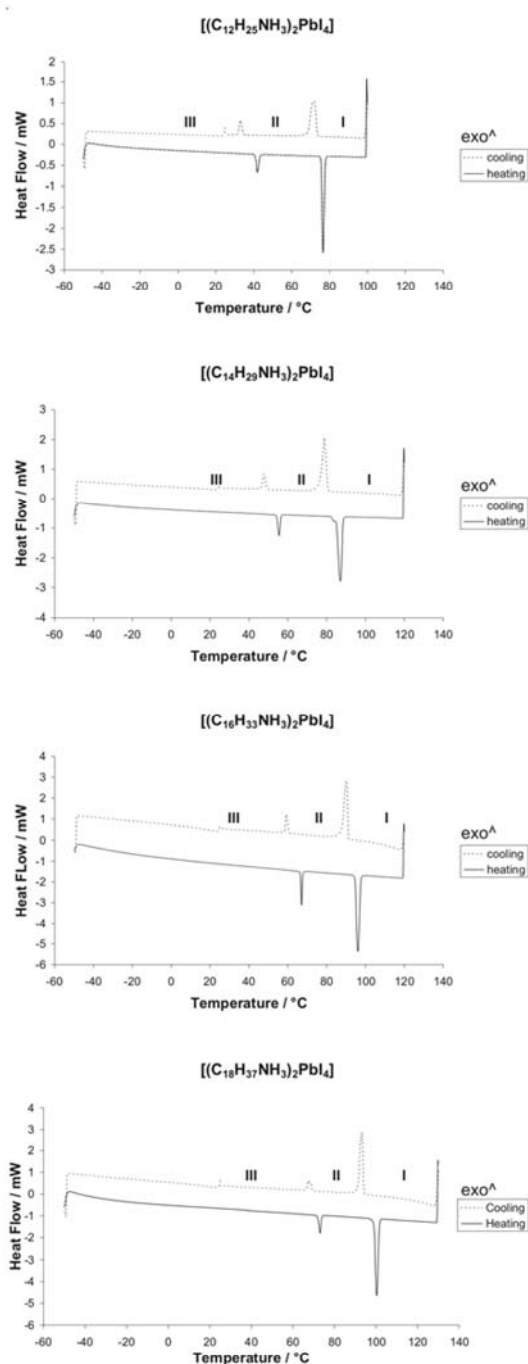 [(C₁₂H₂₅NH₃)₂PbI₄]
2
1.5
1
0.5
0
-0.5
-1
-1.5
-2
-2.5
-3
Heat Flow / mW
III II I
-60 -40 -20 0 20 40 60 80 100 120 140
Temperature / °C
exo^
cooling
heating
[(C₁₄H₂₉NH₃)₂PbI₄]
3
2
1
0
-1
-2
-3
-4
Heat Flow / mW
III II I
-60 -40 -20 0 20 40 60 80 100 120 140
Temperature / °C
exo^
cooling
heating
[(C₁₆H₃₃NH₃)₂PbI₄]
4
3
2
1
0
-1
-2
-3
-4
-5
-6
Heat FLow / mW
III II I
-60 -40 -20 0 20 40 60 80 100 120 140
Temperature / °C
exo^
cooling
heating
[(C₁₈H₃₇NH₃)₂PbI₄]
4
3
2
1
0
-1
-2
-3
-4
-5
-6
Heat Flow / mW
III II I
-60 -40 -20 0 20 40 60 80 100 120 140
Temperature / °C
exo^
Cooling
Heating